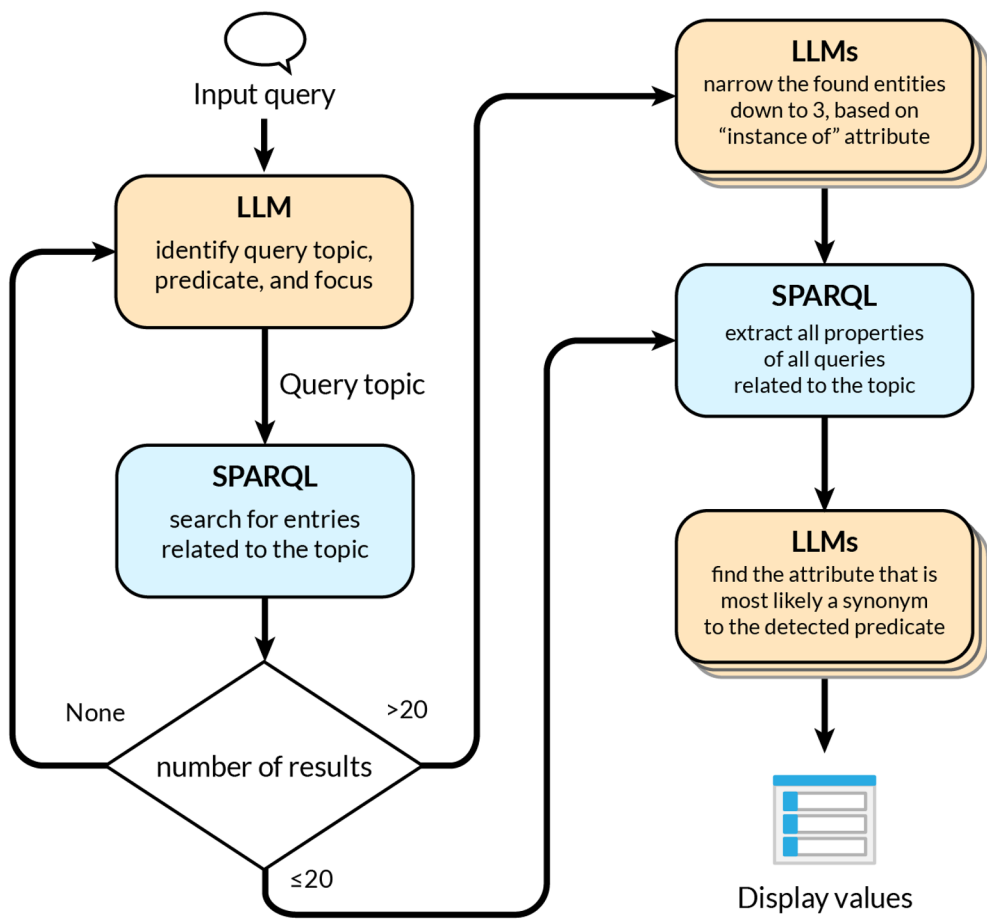 Input query
LLM
identify query topic,
predicate, and focus
Query topic
SPARQL
search for entries
related to the topic
None
>20
number of results
≤20
LLMs
narrow the found entities
down to 3, based on
“instance of” attribute
SPARQL
extract all properties
of all queries
related to the topic
LLMs
find the attribute that is
most likely a synonym
to the detected predicate
Display values